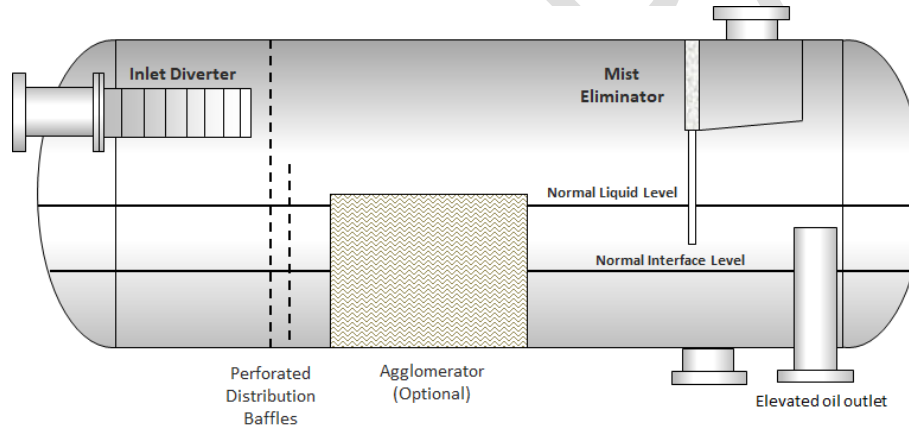 Inlet Diverter
Mist
Eliminator
Normal Liquid Level
Normal Interface Level
Perforated
Distribution
Baffles
Agglomerator
(Optional)
Elevated oil outlet